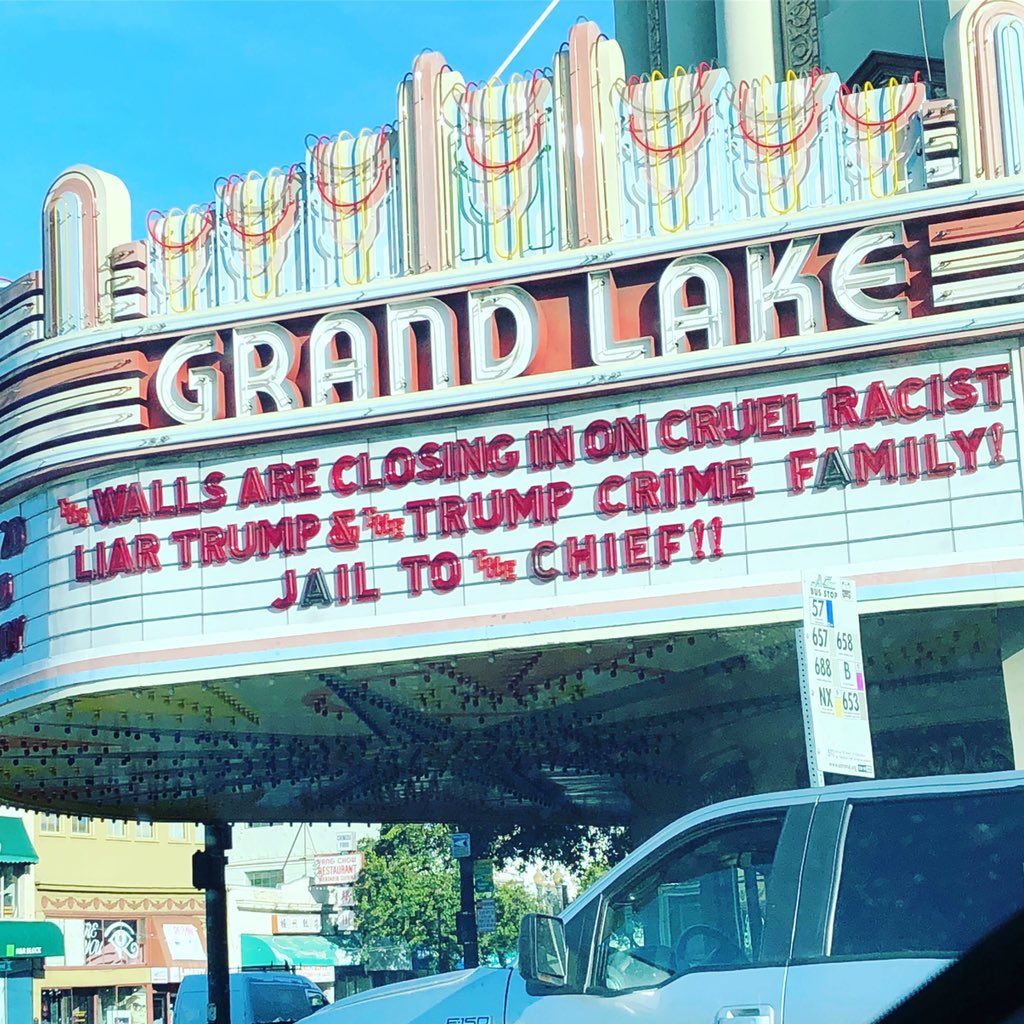 GRAND LAKE
THE WALLS ARE CLOSING IN ON CRUEL RACIST
LIAR TRUMP & THE TRUMP CRIME FAMILY!
JAIL TO THE CHIEF!!
BUS STOP
57
657 658
688 B
NX 653
RESTAURANT
H&R BLOCK
F150